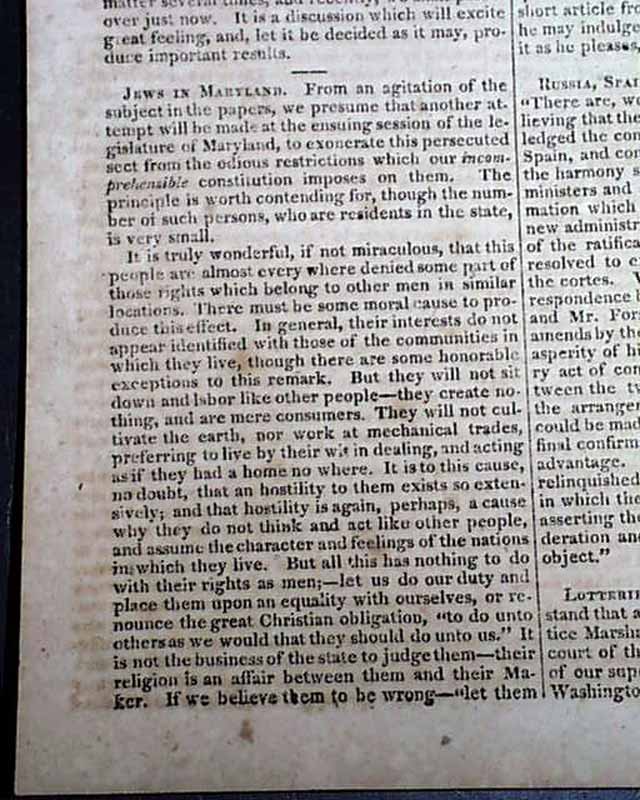 matter several times, and recently,
over just now. It is a discussion which will excite
great feeling, and, let it be decided as it may, pro-
duce important results.
JEWS IN MARYLAND. From an agitation of the
subject in the papers, we presume that another at-
tempt will be made at the ensuing session of the le-
gislature of Maryland, to exonerate this persecuted
sect from the odious restrictions which our incom-
prehensible constitution imposes on them. The
principle is worth contending for, though the num-
ber of such persons, who are residents in the state,
is very small.
It is truly wonderful, if not miraculous, that this
people are almost every where denied some part of
those rights which belong to other men in similar
locations. There must be some moral cause to pro-
duce this effect. In general, their interests do not
appear identified with those of the communities in
which they live, though there are some honorable
exceptions to this remark. But they will not sit
down and labor like other people—they create no-
thing, and are mere consumers. They will not cul-
tivate the earth, nor work at mechanical trades,
preferring to live by their wit in dealing, and acting
as if they had a home no where. It is to this cause,
no doubt, that an hostility to them exists so exten-
sively; and that hostility is again, perhaps, a cause
why they do not think and act like other people,
and assume the character and feelings of the nations
in which they live. But all this has nothing to do
with their rights as men;—let us do our duty and
place them upon an equality with ourselves, or re-
nounce the great Christian obligation, "to do unto
others as we would that they should do unto us." It
is not the business of the state to judge them—their
religion is an affair between them and their Ma-
ker. If we believe them to be wrong—"let them
short article fro
he may indulge
it as he pleases,
RUSSIA, SPAI
"There are, w
lieving that the
ledged the con
Spain, and con
the harmony s
ministers and
mation which
new administr
of the ratifica
resolved to e
the cortes. V
respondence
and Mr. For
amends by th
asperity of hi
ry act of con
tween the tw
the arranger
could be mad
final confirm
advantage.
relinquished
in which the
asserting the
deration and
object."
LOTTERIE
stand that a
tice Marsh
court of th
of our sup
Washingto